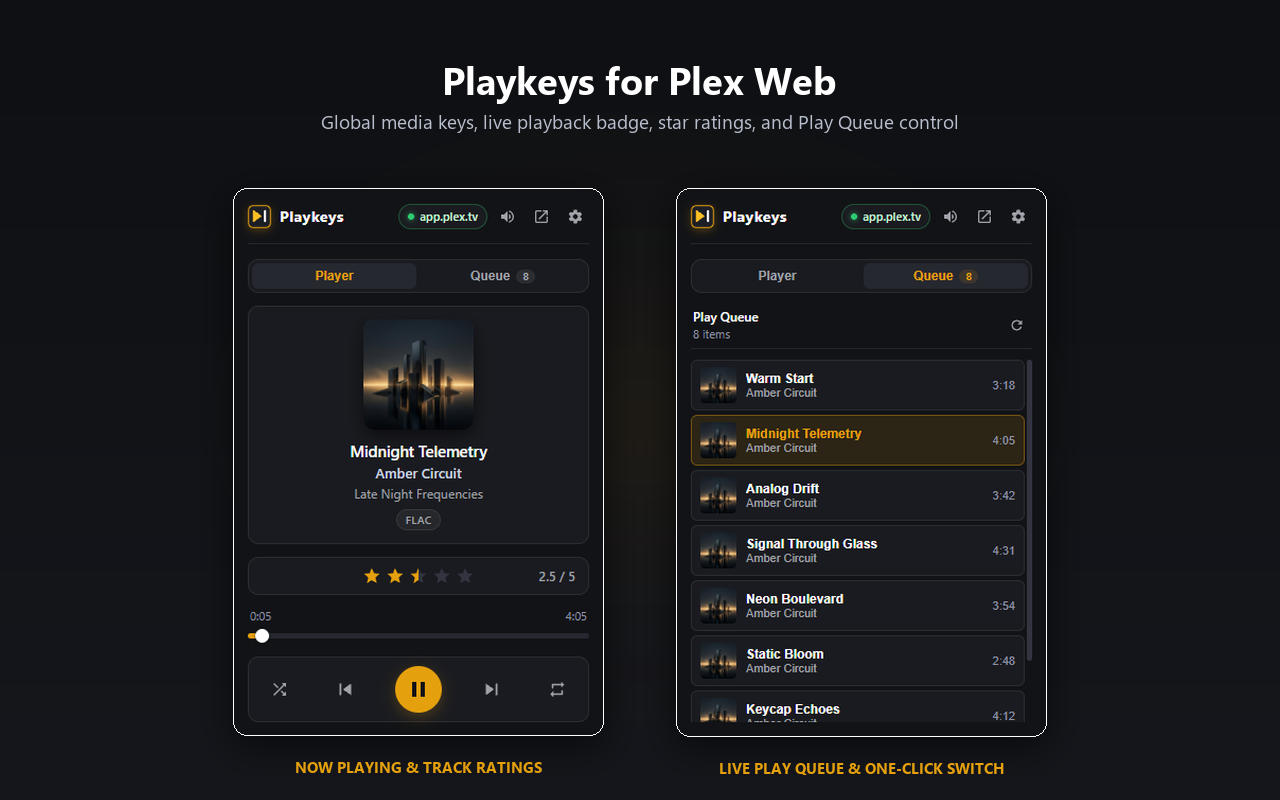 Playkeys for Plex Web
Global media keys, live playback badge, star ratings, and Play Queue control
Playkeys
app.plex.tv
Player
Queue 8
Midnight Telemetry
Amber Circuit
Late Night Frequencies
FLAC
2.5 / 5
0:05
4:05
NOW PLAYING & TRACK RATINGS
Playkeys
app.plex.tv
Player
Queue 8
Play Queue
8 items
Warm Start
Amber Circuit
3:18
Midnight Telemetry
Amber Circuit
4:05
Analog Drift
Amber Circuit
3:42
Signal Through Glass
Amber Circuit
4:31
Neon Boulevard
Amber Circuit
3:54
Static Bloom
Amber Circuit
2:48
Keycap Echoes
Amber Circuit
4:12
LIVE PLAY QUEUE & ONE-CLICK SWITCH